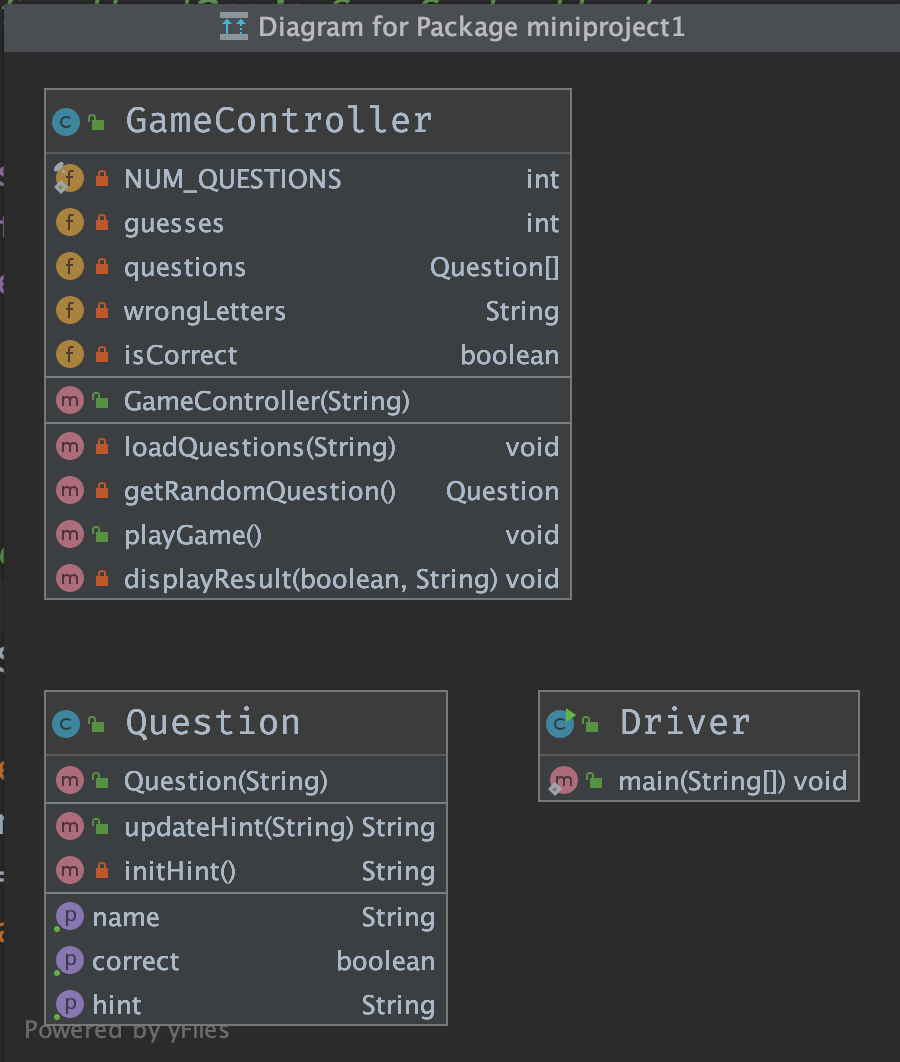 Diagram for Package miniproject1
GameController
NUM_QUESTIONS int
guesses int
questions Question[]
wrongLetters String
isCorrect boolean
GameController(String)
loadQuestions(String) void
getRandomQuestion() Question
playGame() void
displayResult(boolean, String) void
Question
Question(String)
updateHint(String) String
initHint() String
name String
correct boolean
hint String
Driver
main(String[]) void
Powered by yFiles